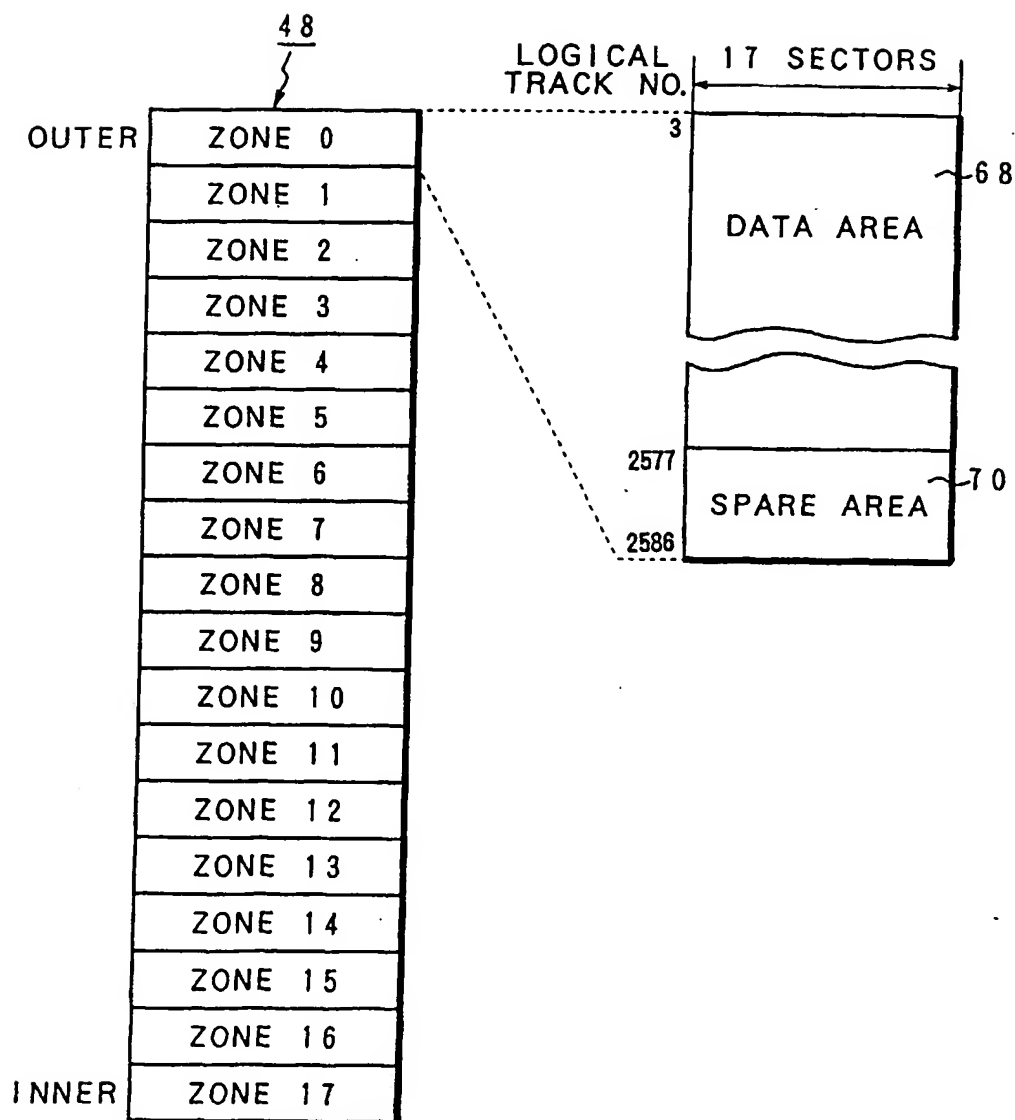 48
OUTER
ZONE 0
ZONE 1
ZONE 2
ZONE 3
ZONE 4
ZONE 5
ZONE 6
ZONE 7
ZONE 8
ZONE 9
ZONE 10
ZONE 11
ZONE 12
ZONE 13
ZONE 14
ZONE 15
ZONE 16
INNER
ZONE 17
LOGICAL
TRACK NO.
17 SECTORS
3
68
DATA AREA
2577
70
SPARE AREA
2586